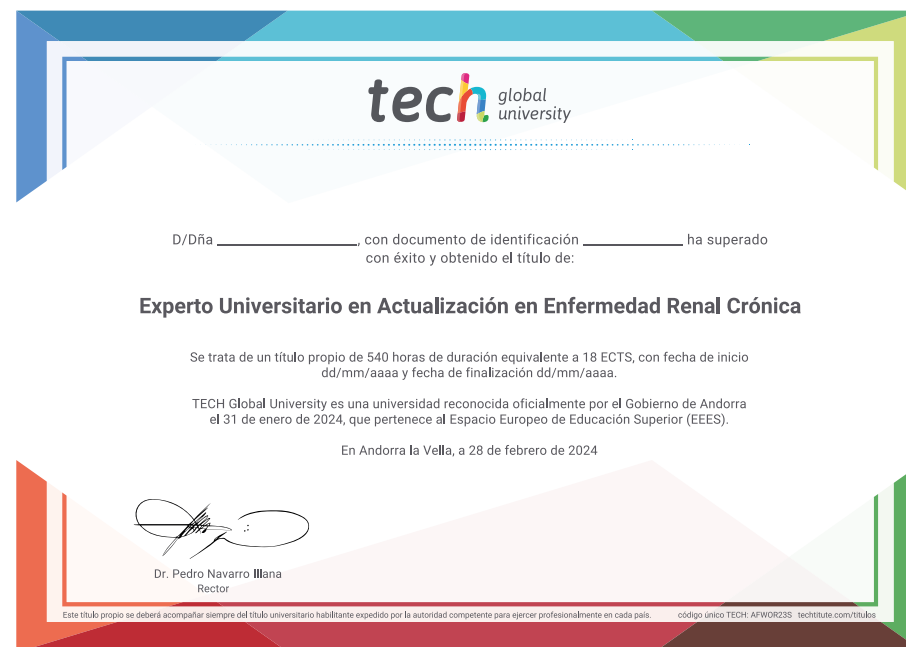 tech global university
D/Dña ____________________, con documento de identificación ______________ ha superado
con éxito y obtenido el título de:
Experto Universitario en Actualización en Enfermedad Renal Crónica
Se trata de un título propio de 540 horas de duración equivalente a 18 ECTS, con fecha de inicio
dd/mm/aaaa y fecha de finalización dd/mm/aaaa.
TECH Global University es una universidad reconocida oficialmente por el Gobierno de Andorra
el 31 de enero de 2024, que pertenece al Espacio Europeo de Educación Superior (EEES).
En Andorra la Vella, a 28 de febrero de 2024
Dr. Pedro Navarro Illana
Rector
Este título propio se deberá acompañar siempre del título universitario habilitante expedido por la autoridad competente para ejercer profesionalmente en cada país. código único TECH: AFWOR23S techtitute.com/titulos